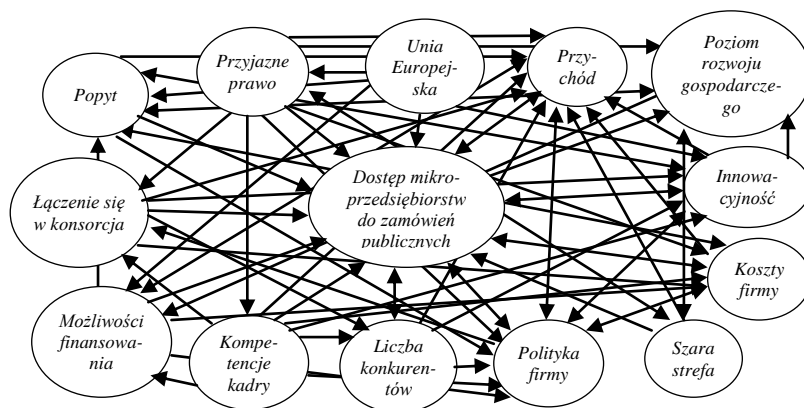 Popyt
Przyjazne
prawo
Unia
Europej-
ska
Przy-
chód
Poziom
rozwoju
gospodarcze-
go
Łączenie się
w konsorcja
Dostęp mikro-
przedsiębiorstw
do zamówień
publicznych
Innowa-
cyjność
Koszty
firmy
Możliwości
finansowa-
nia
Kompe-
tencje
kadry
Liczba
konkuren-
tów
Polityka
firmy
Szara
strefa